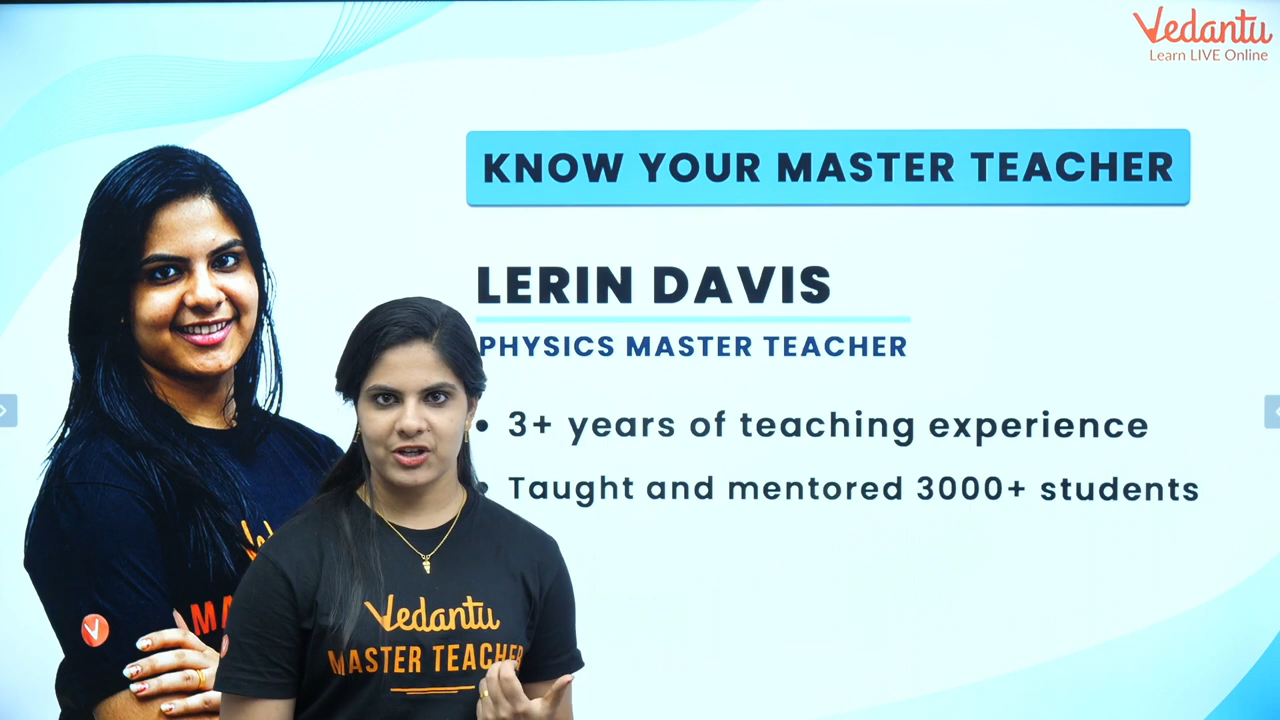 Vedantu
Learn LIVE Online
KNOW YOUR MASTER TEACHER
LERIN DAVIS
PHYSICS MASTER TEACHER
• 3+ years of teaching experience
• Taught and mentored 3000+ students
Vedantu
MASTER TEACHER
V